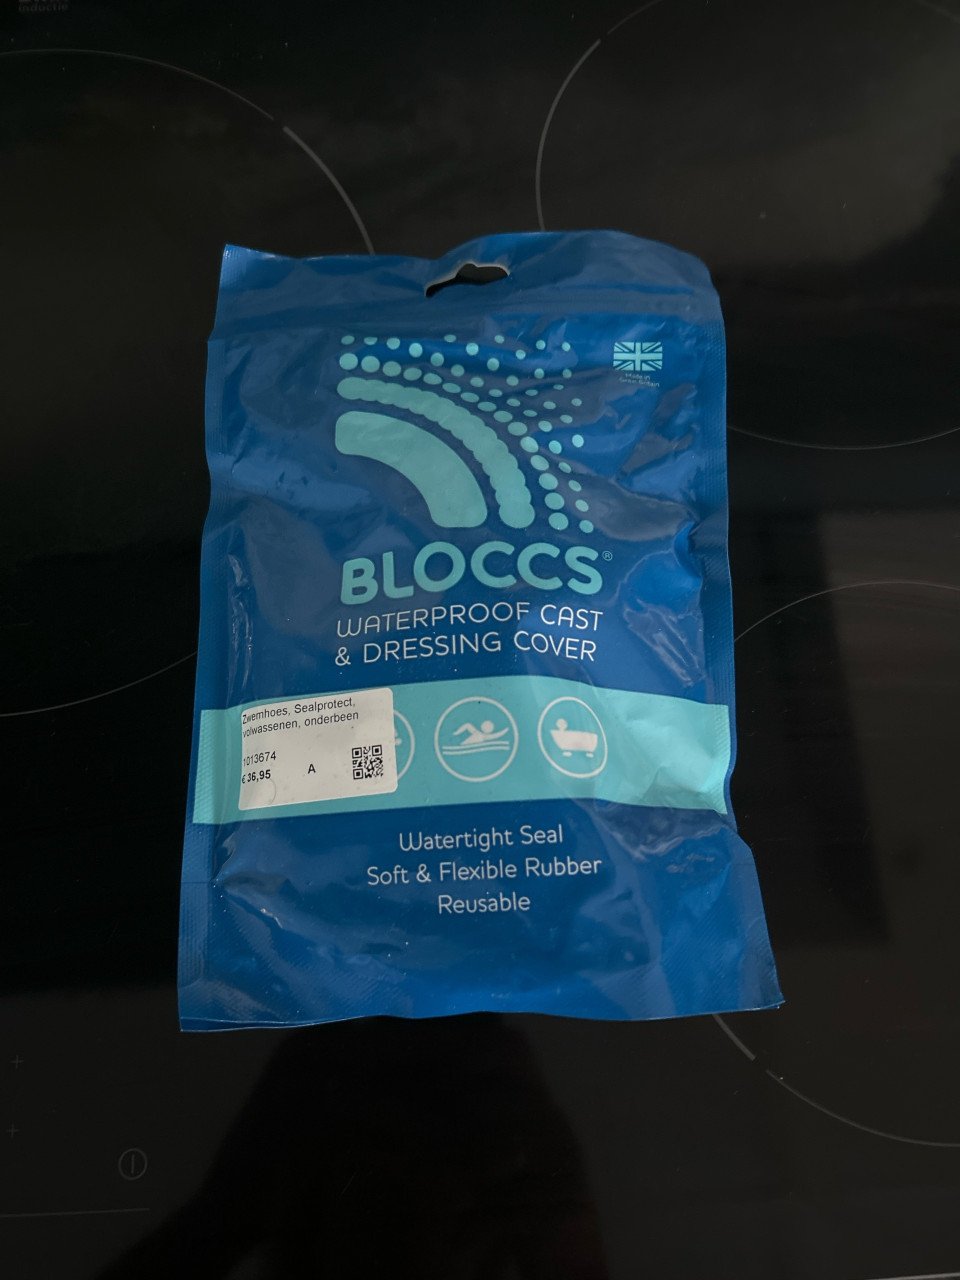 inductie
Made in
Great Britain
BLOCCS®
WATERPROOF CAST
& DRESSING COVER
Zwemhoes, Sealprotect,
volwassenen, onderbeen
1013674
€ 36,95 A
Watertight Seal
Soft & Flexible Rubber
Reusable